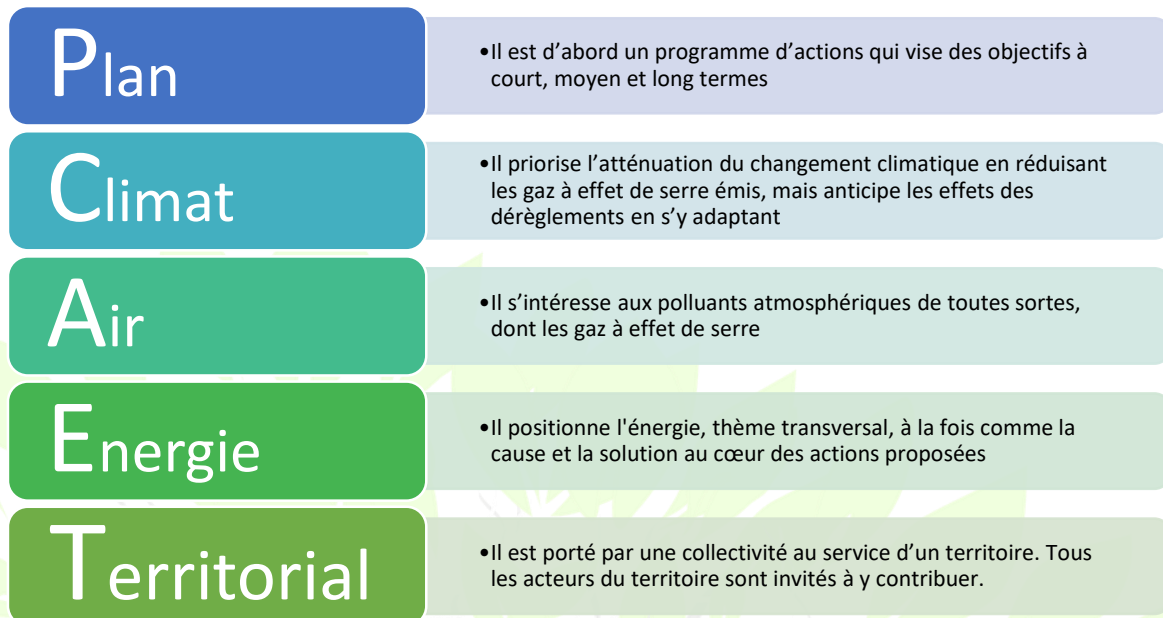 Plan
•Il est d’abord un programme d’actions qui vise des objectifs à
court, moyen et long termes
Climat
•Il priorise l’atténuation du changement climatique en réduisant
les gaz à effet de serre émis, mais anticipe les effets des
dérèglements en s’y adaptant
Air
•Il s’intéresse aux polluants atmosphériques de toutes sortes,
dont les gaz à effet de serre
Energie
•Il positionne l'énergie, thème transversal, à la fois comme la
cause et la solution au cœur des actions proposées
Territorial
•Il est porté par une collectivité au service d’un territoire. Tous
les acteurs du territoire sont invités à y contribuer.